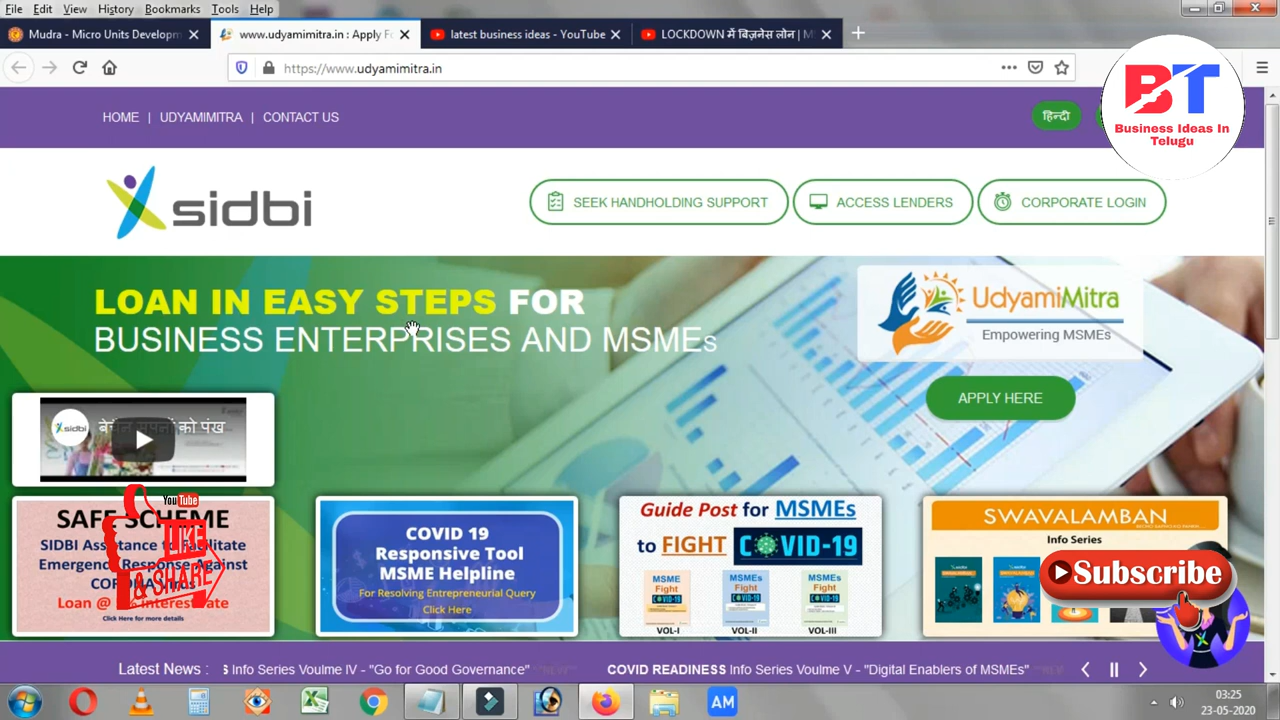 File Edit View History Bookmarks Tools Help
Mudra - Micro Units Developm
www.udyamimitra.in : Apply F
latest business ideas - YouTube
LOCKDOWN में बिज़नेस लोन | M
https://www.udyamimitra.in
HOME | UDYAMIMITRA | CONTACT US
हिन्दी
BT
Business Ideas In
Telugu
sidbi
SEEK HANDHOLDING SUPPORT
ACCESS LENDERS
CORPORATE LOGIN
LOAN IN EASY STEPS FOR
BUSINESS ENTERPRISES AND MSMEs
UdyamiMitra
Empowering MSMEs
APPLY HERE
sidbi
को पंख
YouTube
LIKE
& SHARE
SAFE SCHEME
SIDBI Assistance to Facilitate
Emergency Response Against
Loan @
Click Here for more details
COVID 19
Responsive Tool
MSME Helpline
For Resolving Entrepreneurial Query
Click Here
Guide Post for MSMEs
to FIGHT COVID-19
MSME
Fight
VOL-I
MSMEs
Fight
VOL-II
MSMEs
Fight
VOL-III
SWAVALAMBAN
Info Series
Subscribe
Latest News :
Info Series Voulme IV - "Go for Good Governance"
COVID READINESS Info Series Voulme V - "Digital Enablers of MSMEs"
AM
03:25
23-05-2020